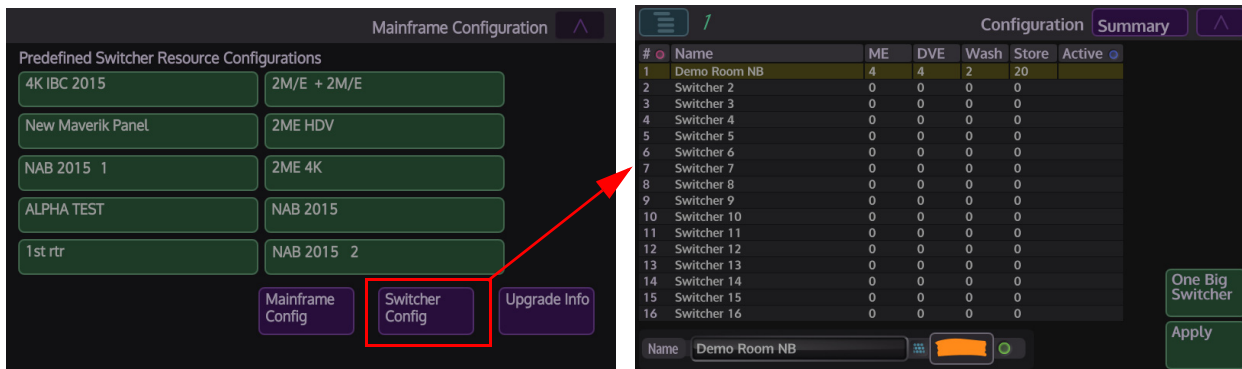 Mainframe Configuration
Predefined Switcher Resource Configurations
4K IBC 2015
2M/E + 2M/E
New Maverik Panel
2ME HDV
NAB 2015 1
2ME 4K
ALPHA TEST
NAB 2015
1st rtr
NAB 2015 2
Mainframe Config
Switcher Config
Upgrade Info
1 Configuration Summary
# Name ME DVE Wash Store Active
1 Demo Room NB 4 4 2 20
2 Switcher 2 0 0 0 0
3 Switcher 3 0 0 0 0
4 Switcher 4 0 0 0 0
5 Switcher 5 0 0 0 0
6 Switcher 6 0 0 0 0
7 Switcher 7 0 0 0 0
8 Switcher 8 0 0 0 0
9 Switcher 9 0 0 0 0
10 Switcher 10 0 0 0 0
11 Switcher 11 0 0 0 0
12 Switcher 12 0 0 0 0
13 Switcher 13 0 0 0 0
14 Switcher 14 0 0 0 0
15 Switcher 15 0 0 0 0
16 Switcher 16 0 0 0 0
One Big
Switcher
Apply
Name Demo Room NB